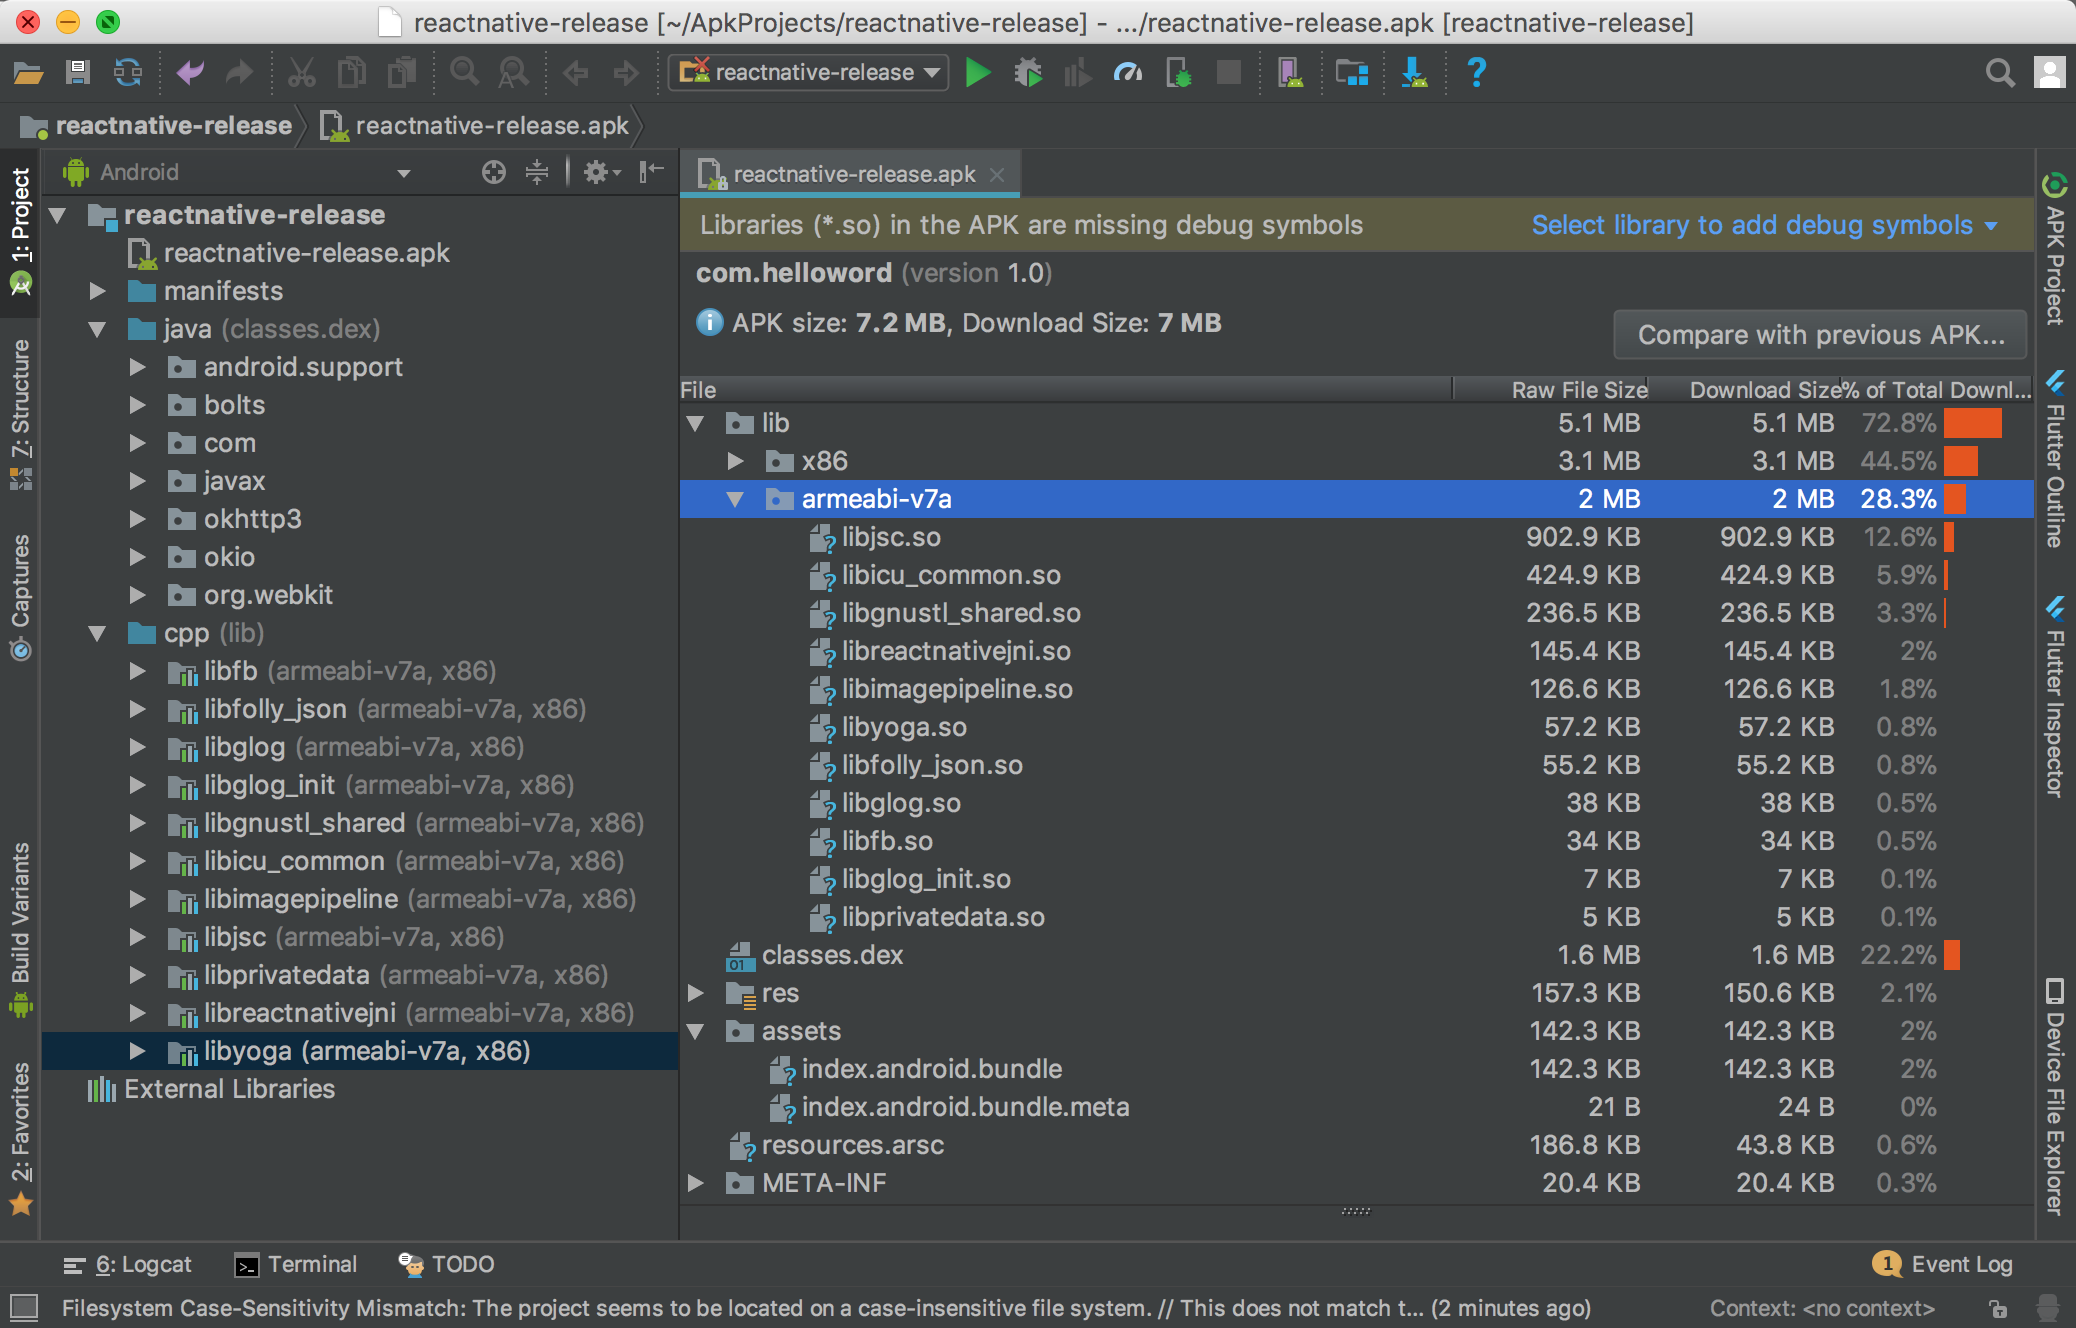 reactnative-release [~/ApkProjects/reactnative-release] - .../reactnative-release.apk [reactnative-release]
reactnative-release
?
reactnative-release
reactnative-release.apk
1: Project
7: Structure
Captures
Build Variants
2: Favorites
Android
reactnative-release
reactnative-release.apk
manifests
java (classes.dex)
android.support
bolts
com
javax
okhttp3
okio
org.webkit
cpp (lib)
libfb (armeabi-v7a, x86)
libfolly_json (armeabi-v7a, x86)
libglog (armeabi-v7a, x86)
libglog_init (armeabi-v7a, x86)
libgnustl_shared (armeabi-v7a, x86)
libicu_common (armeabi-v7a, x86)
libimagepipeline (armeabi-v7a, x86)
libjsc (armeabi-v7a, x86)
libprivatedata (armeabi-v7a, x86)
libreactnativejni (armeabi-v7a, x86)
libyoga (armeabi-v7a, x86)
External Libraries
reactnative-release.apk
Libraries (*.so) in the APK are missing debug symbols Select library to add debug symbols
com.helloword (version 1.0)
APK size: 7.2 MB, Download Size: 7 MB
Compare with previous APK...
File Raw File Size Download Size % of Total Downl...
lib 5.1 MB 5.1 MB 72.8%
x86 3.1 MB 3.1 MB 44.5%
armeabi-v7a 2 MB 2 MB 28.3%
libjsc.so 902.9 KB 902.9 KB 12.6%
libicu_common.so 424.9 KB 424.9 KB 5.9%
libgnustl_shared.so 236.5 KB 236.5 KB 3.3%
libreactnativejni.so 145.4 KB 145.4 KB 2%
libimagepipeline.so 126.6 KB 126.6 KB 1.8%
libyoga.so 57.2 KB 57.2 KB 0.8%
libfolly_json.so 55.2 KB 55.2 KB 0.8%
libglog.so 38 KB 38 KB 0.5%
libfb.so 34 KB 34 KB 0.5%
libglog_init.so 7 KB 7 KB 0.1%
libprivatedata.so 5 KB 5 KB 0.1%
classes.dex 1.6 MB 1.6 MB 22.2%
res 157.3 KB 150.6 KB 2.1%
assets 142.3 KB 142.3 KB 2%
index.android.bundle 142.3 KB 142.3 KB 2%
index.android.bundle.meta 21 B 24 B 0%
resources.arsc 186.8 KB 43.8 KB 0.6%
META-INF 20.4 KB 20.4 KB 0.3%
APK Project
Flutter Outline
Flutter Inspector
Device File Explorer
6: Logcat Terminal TODO 1 Event Log
Filesystem Case-Sensitivity Mismatch: The project seems to be located on a case-insensitive file system. // This does not match t... (2 minutes ago) Context: <no context>